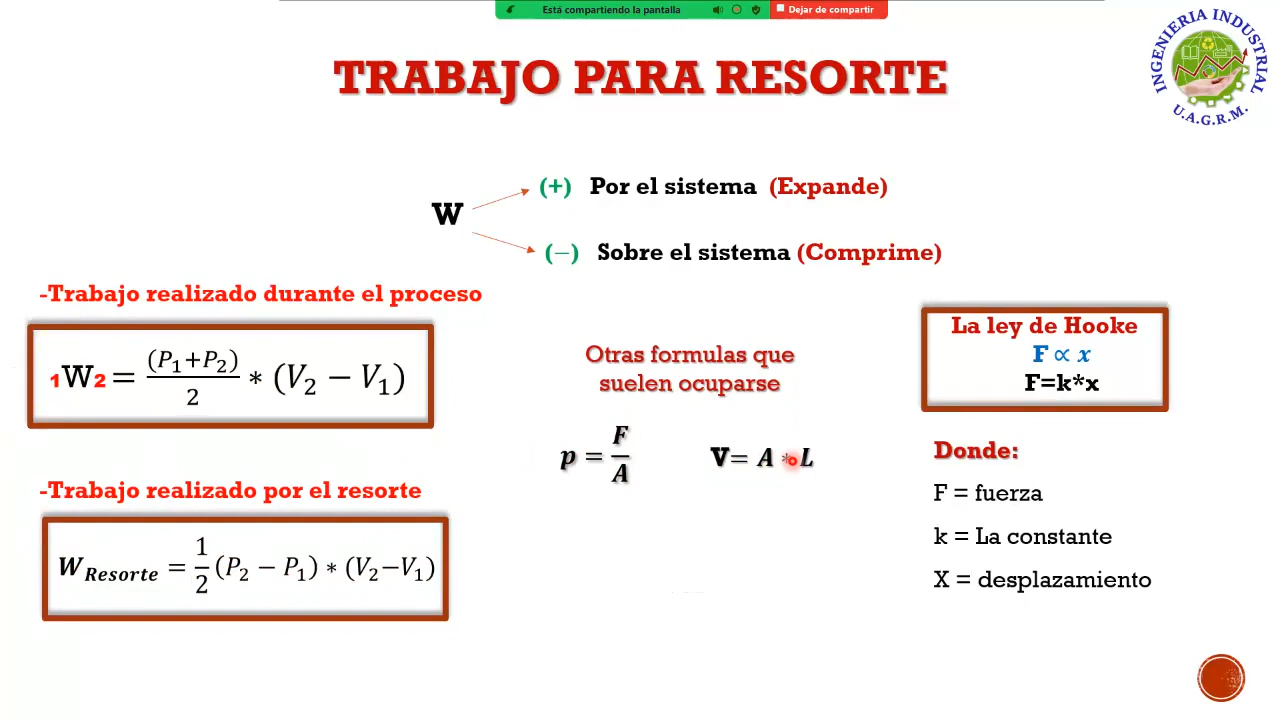 Está compartiendo la pantalla
Dejar de compartir
INGENIERIA INDUSTRIAL
U.A.G.R.M.
TRABAJO PARA RESORTE
W
(+) Por el sistema (Expande)
(−) Sobre el sistema (Comprime)
-Trabajo realizado durante el proceso
₁W₂ = (P₁+P₂)/2 ∗ (V₂ − V₁)
Otras formulas que
suelen ocuparse
p = F/A
V= A * L
La ley de Hooke
F ∝ x
F=k*x
Donde:
F = fuerza
k = La constante
X = desplazamiento
-Trabajo realizado por el resorte
W_Resorte = 1/2 (P₂ − P₁) ∗ (V₂−V₁)